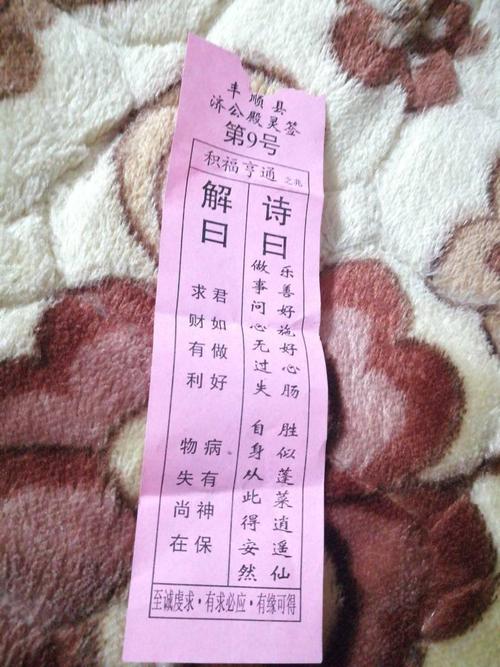 丰顺县
济公殿灵签
第9号
积福亨通 之兆
诗曰
乐善好施好心肠 胜似蓬莱逍遥仙
做事问心无过失 自身从此得安然
解曰
君如做好 病有神保
求财有利 物失尚在
至诚虔求·有求必应·有缘可得